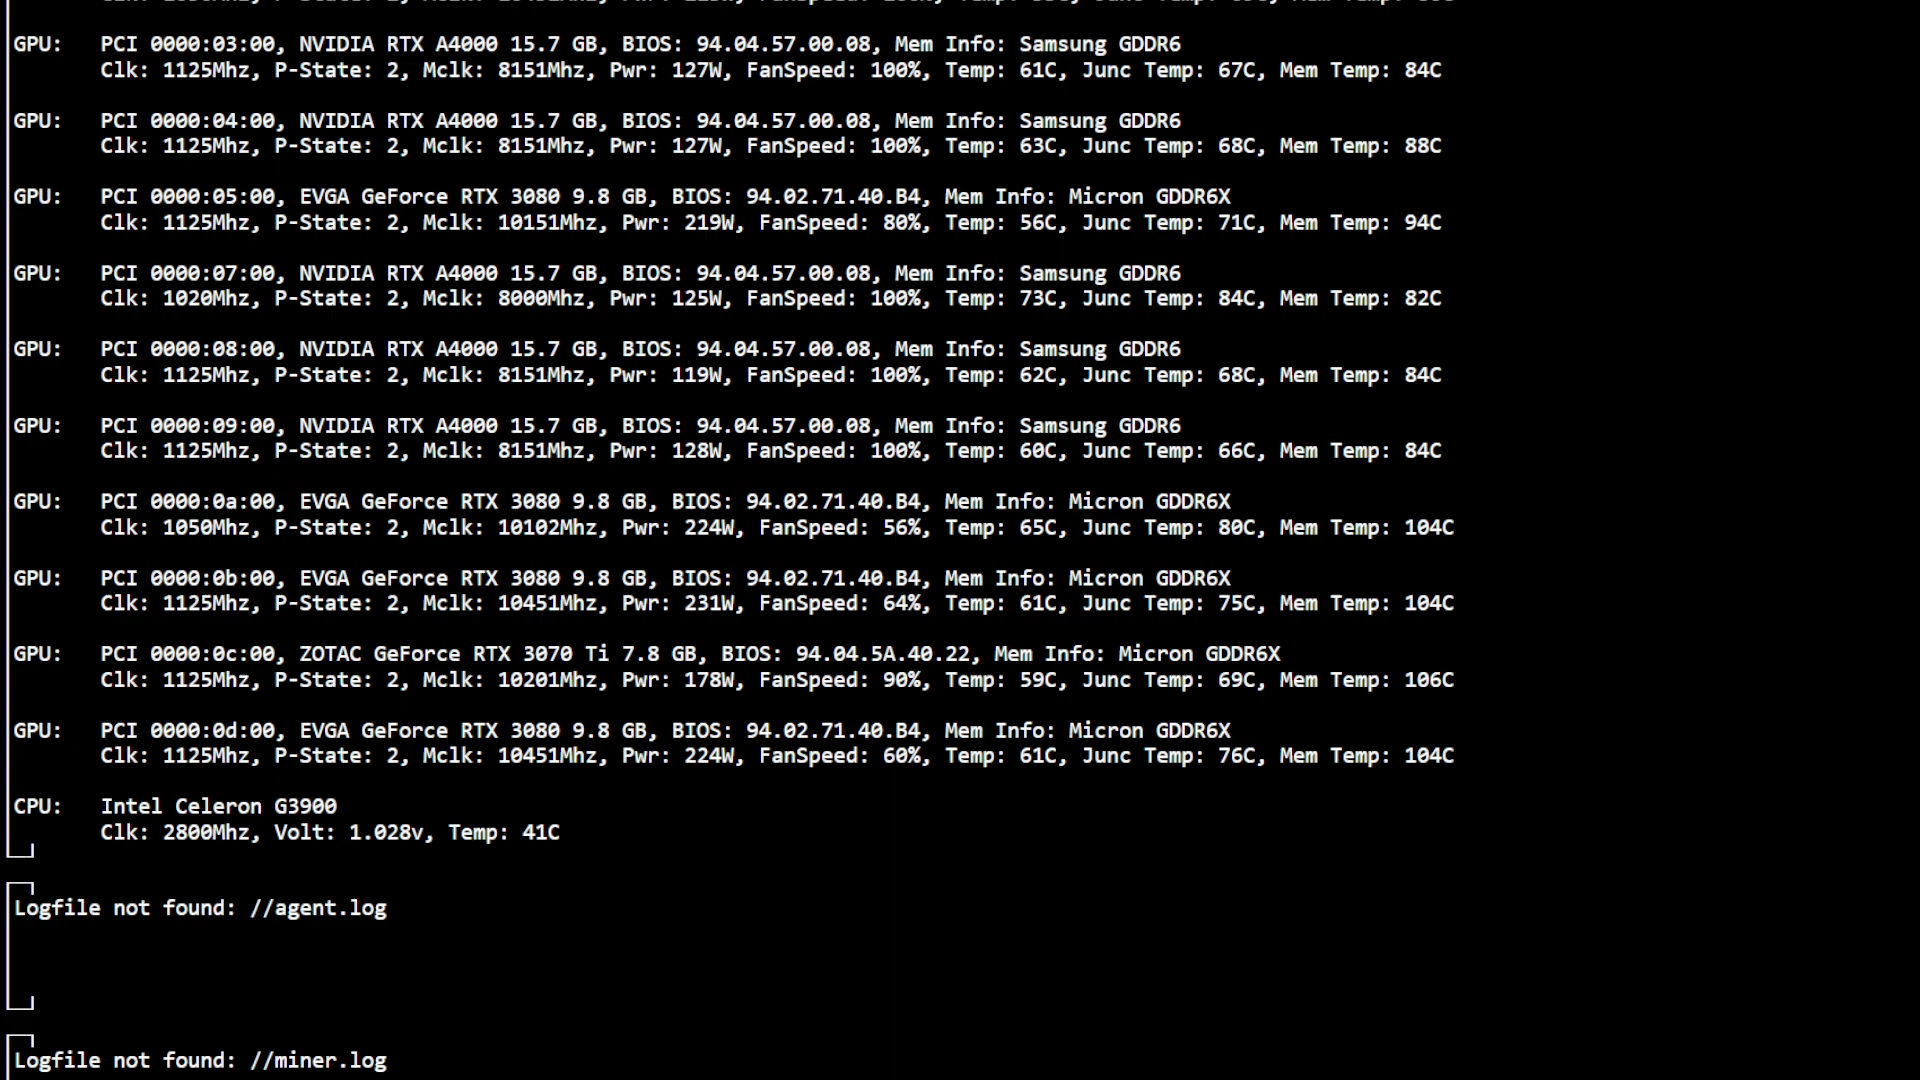 GPU: PCI 0000:03:00, NVIDIA RTX A4000 15.7 GB, BIOS: 94.04.57.00.08, Mem Info: Samsung GDDR6
Clk: 1125Mhz, P-State: 2, Mclk: 8151Mhz, Pwr: 127W, FanSpeed: 100%, Temp: 61C, Junc Temp: 67C, Mem Temp: 84C
GPU: PCI 0000:04:00, NVIDIA RTX A4000 15.7 GB, BIOS: 94.04.57.00.08, Mem Info: Samsung GDDR6
Clk: 1125Mhz, P-State: 2, Mclk: 8151Mhz, Pwr: 127W, FanSpeed: 100%, Temp: 63C, Junc Temp: 68C, Mem Temp: 88C
GPU: PCI 0000:05:00, EVGA GeForce RTX 3080 9.8 GB, BIOS: 94.02.71.40.B4, Mem Info: Micron GDDR6X
Clk: 1125Mhz, P-State: 2, Mclk: 10151Mhz, Pwr: 219W, FanSpeed: 80%, Temp: 56C, Junc Temp: 71C, Mem Temp: 94C
GPU: PCI 0000:07:00, NVIDIA RTX A4000 15.7 GB, BIOS: 94.04.57.00.08, Mem Info: Samsung GDDR6
Clk: 1020Mhz, P-State: 2, Mclk: 8000Mhz, Pwr: 125W, FanSpeed: 100%, Temp: 73C, Junc Temp: 84C, Mem Temp: 82C
GPU: PCI 0000:08:00, NVIDIA RTX A4000 15.7 GB, BIOS: 94.04.57.00.08, Mem Info: Samsung GDDR6
Clk: 1125Mhz, P-State: 2, Mclk: 8151Mhz, Pwr: 119W, FanSpeed: 100%, Temp: 62C, Junc Temp: 68C, Mem Temp: 84C
GPU: PCI 0000:09:00, NVIDIA RTX A4000 15.7 GB, BIOS: 94.04.57.00.08, Mem Info: Samsung GDDR6
Clk: 1125Mhz, P-State: 2, Mclk: 8151Mhz, Pwr: 128W, FanSpeed: 100%, Temp: 60C, Junc Temp: 66C, Mem Temp: 84C
GPU: PCI 0000:0a:00, EVGA GeForce RTX 3080 9.8 GB, BIOS: 94.02.71.40.B4, Mem Info: Micron GDDR6X
Clk: 1050Mhz, P-State: 2, Mclk: 10102Mhz, Pwr: 224W, FanSpeed: 56%, Temp: 65C, Junc Temp: 80C, Mem Temp: 104C
GPU: PCI 0000:0b:00, EVGA GeForce RTX 3080 9.8 GB, BIOS: 94.02.71.40.B4, Mem Info: Micron GDDR6X
Clk: 1125Mhz, P-State: 2, Mclk: 10451Mhz, Pwr: 231W, FanSpeed: 64%, Temp: 61C, Junc Temp: 75C, Mem Temp: 104C
GPU: PCI 0000:0c:00, ZOTAC GeForce RTX 3070 Ti 7.8 GB, BIOS: 94.04.5A.40.22, Mem Info: Micron GDDR6X
Clk: 1125Mhz, P-State: 2, Mclk: 10201Mhz, Pwr: 178W, FanSpeed: 90%, Temp: 59C, Junc Temp: 69C, Mem Temp: 106C
GPU: PCI 0000:0d:00, EVGA GeForce RTX 3080 9.8 GB, BIOS: 94.02.71.40.B4, Mem Info: Micron GDDR6X
Clk: 1125Mhz, P-State: 2, Mclk: 10451Mhz, Pwr: 224W, FanSpeed: 60%, Temp: 61C, Junc Temp: 76C, Mem Temp: 104C
CPU: Intel Celeron G3900
Clk: 2800Mhz, Volt: 1.028v, Temp: 41C
Logfile not found: //agent.log
Logfile not found: //miner.log